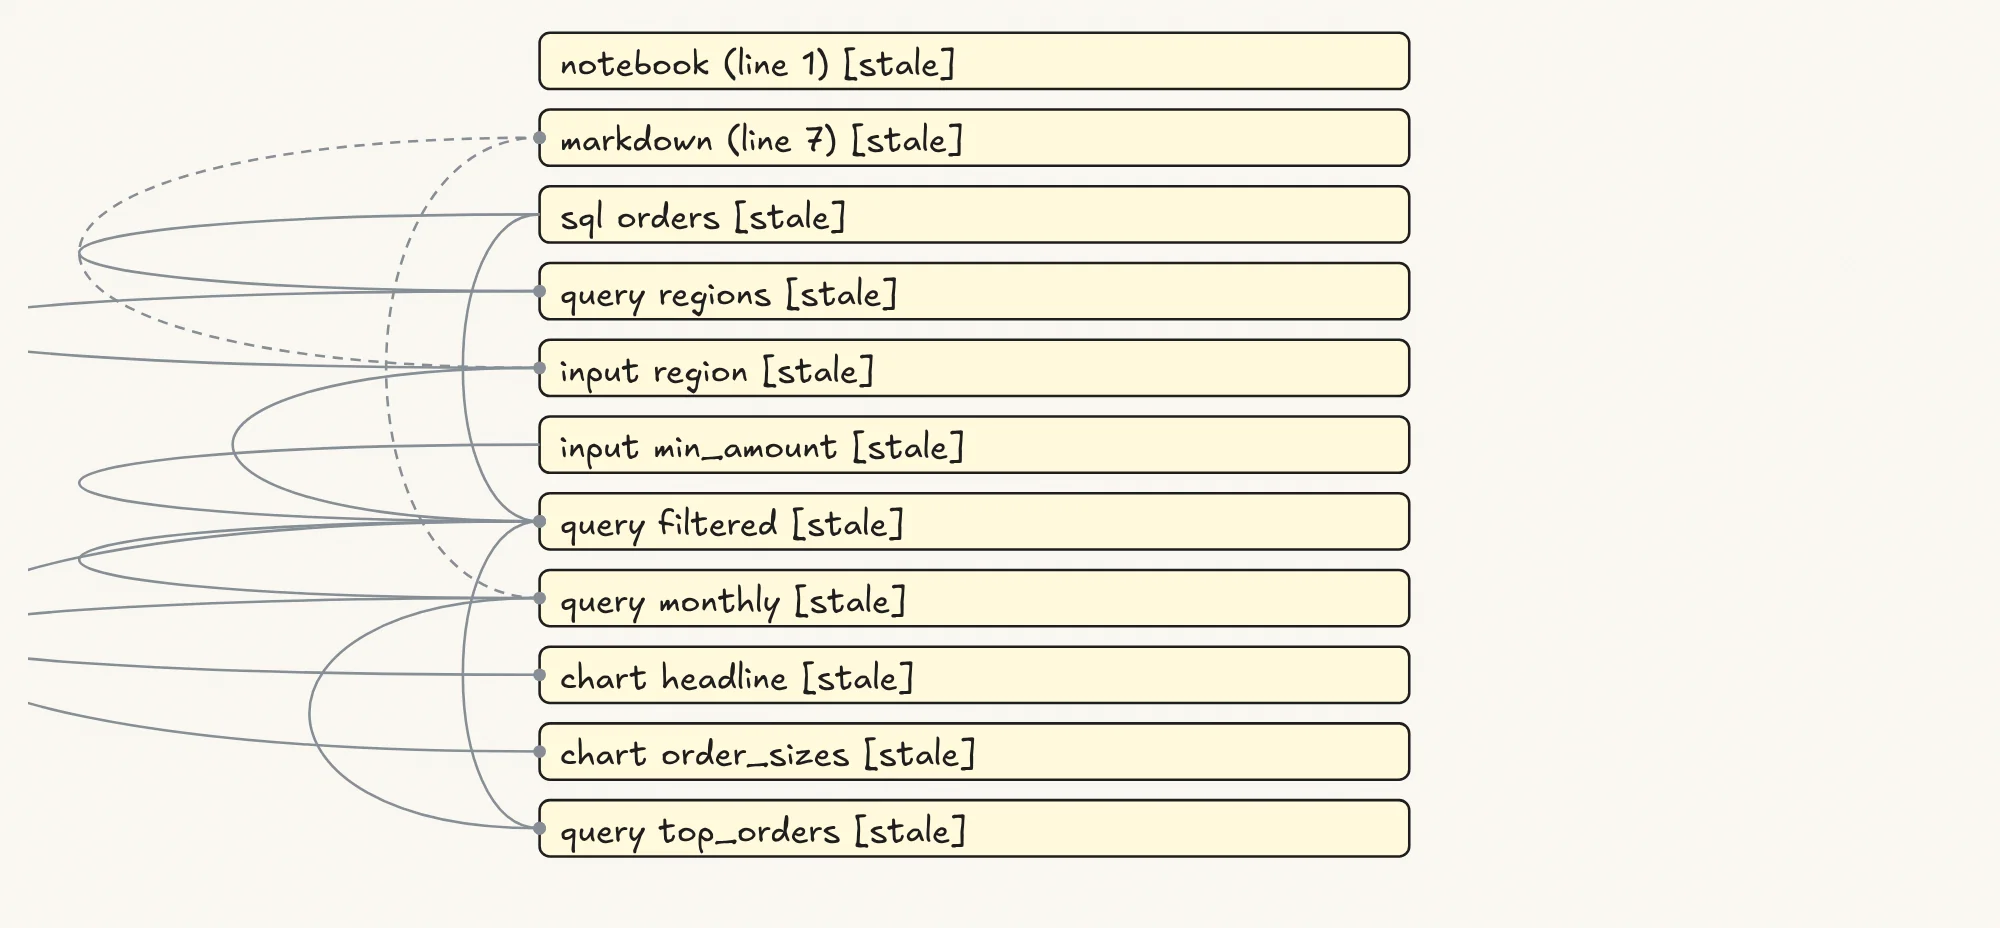 notebook (line 1) [stale]
markdown (line 7) [stale]
sql orders [stale]
query regions [stale]
input region [stale]
input min_amount [stale]
query filtered [stale]
query monthly [stale]
chart headline [stale]
chart order_sizes [stale]
query top_orders [stale]